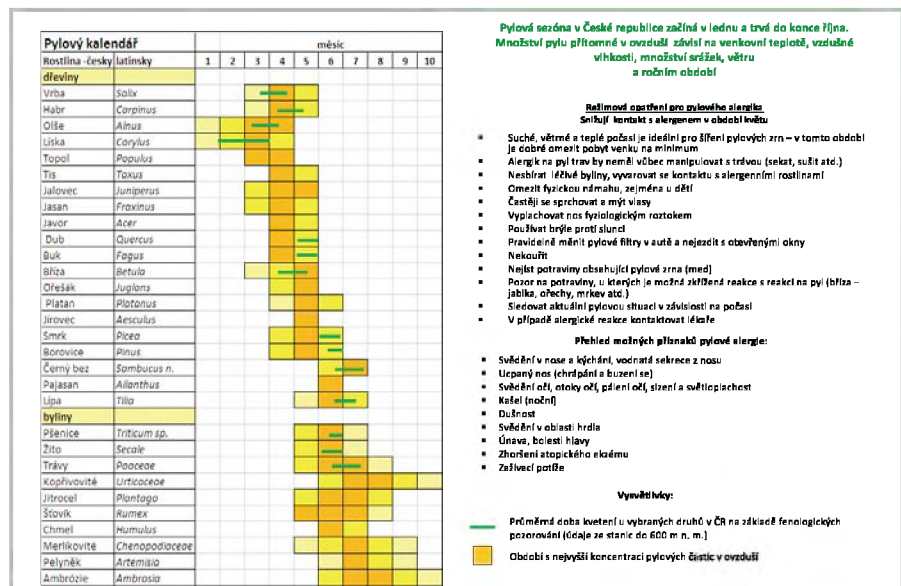 Pylový kalendář měsíc
Rostlina -česky latinsky 1 2 3 4 5 6 7 8 9 10
dřeviny
Vrba Salix
Habr Carpinus
Olše Alnus
Líska Corylus
Topol Populus
Tis Taxus
Jalovec Juniperus
Jasan Fraxinus
Javor Acer
Dub Quercus
Buk Fagus
Bříza Betula
Ořešák Juglans
Platan Platanus
Jírovec Aesculus
Smrk Picea
Borovice Pinus
Černý bez Sambucus n.
Pajasan Ailanthus
Lípa Tilia
byliny
Pšenice Triticum sp.
Žito Secale
Trávy Poaceae
Kopřivovité Urticaceae
Jitrocel Plantago
Šťovík Rumex
Chmel Humulus
Merlíkovité Chenopodiaceae
Pelyněk Artemisia
Ambrózie Ambrosia
Pylová sezóna v České republice začíná v lednu a trvá do konce října.
Množství pylu přítomné v ovzduší závisí na venkovní teplotě, vzdušné
vlhkosti, množství srážek, větru
a ročním období
Režimová opatření pro pylového alergika
Snižují kontakt s alergenem v období květu
▪ Suché, větrné a teplé počasí je ideální pro šíření pylových zrn – v tomto období
je dobré omezit pobyt venku na minimum
▪ Alergik na pyl trav by neměl vůbec manipulovat s trávou (sekat, sušit atd.)
▪ Nesbírat léčivé byliny, vyvarovat se kontaktu s alergenními rostlinami
▪ Omezit fyzickou námahu, zejména u dětí
▪ Častěji se sprchovat a mýt vlasy
▪ Vyplachovat nos fyziologickým roztokem
▪ Používat brýle proti slunci
▪ Pravidelně měnit pylové filtry v autě a nejezdit s otevřenými okny
▪ Nekouřit
▪ Nejíst potraviny obsahující pylové zrna (med)
▪ Pozor na potraviny, u kterých je možná zkřížená reakce s reakcí na pyl (bříza –
jablka, ořechy, mrkev atd.)
▪ Sledovat aktuální pylovou situaci v závislosti na počasí
▪ V případě alergické reakce kontaktovat lékaře
Přehled možných příznaků pylové alergie:
▪ Svědění v nose a kýchání, vodnatá sekrece z nosu
▪ Ucpaný nos (chrápání a buzení se)
▪ Svědění očí, otoky očí, pálení očí, slzení a světloplachost
▪ Kašel (noční)
▪ Dušnost
▪ Svědění v oblasti hrdla
▪ Únava, bolesti hlavy
▪ Zhoršení atopického ekzému
▪ Zažívací potíže
Vysvětlivky:
Průměrná doba kvetení u vybraných druhů v ČR na základě fenologických
pozorování (údaje ze stanic do 600 m n. m.)
Období s nejvyšší koncentrací pylových částic v ovzduší